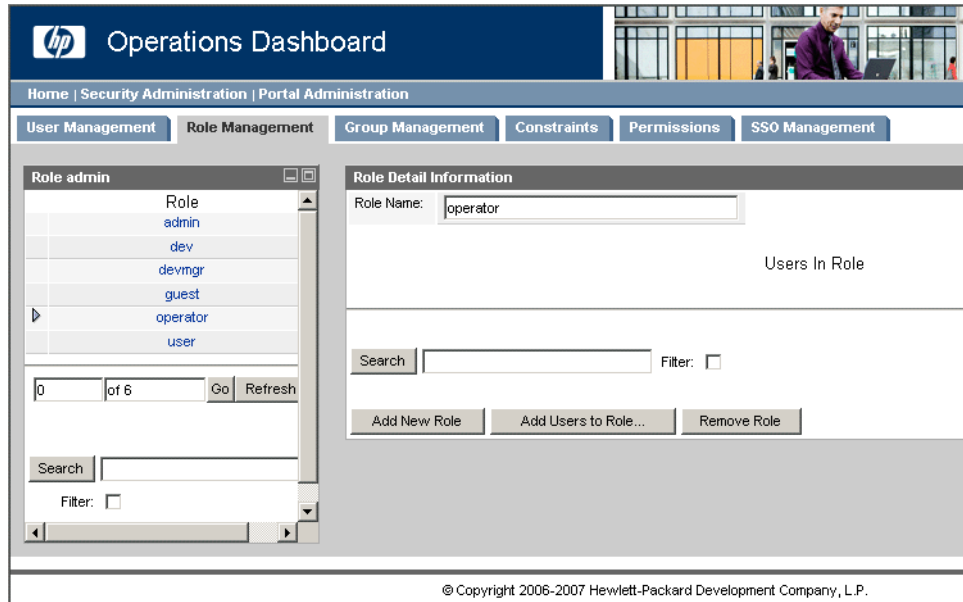 hp Operations Dashboard
Home | Security Administration | Portal Administration
User Management Role Management Group Management Constraints Permissions SSO Management
Role admin
Role
admin
dev
devmgr
guest
operator
user
0 of 6 Go Refresh
Search
Filter:
Role Detail Information
Role Name: operator
Users In Role
Search Filter:
Add New Role Add Users to Role... Remove Role
© Copyright 2006-2007 Hewlett-Packard Development Company, L.P.